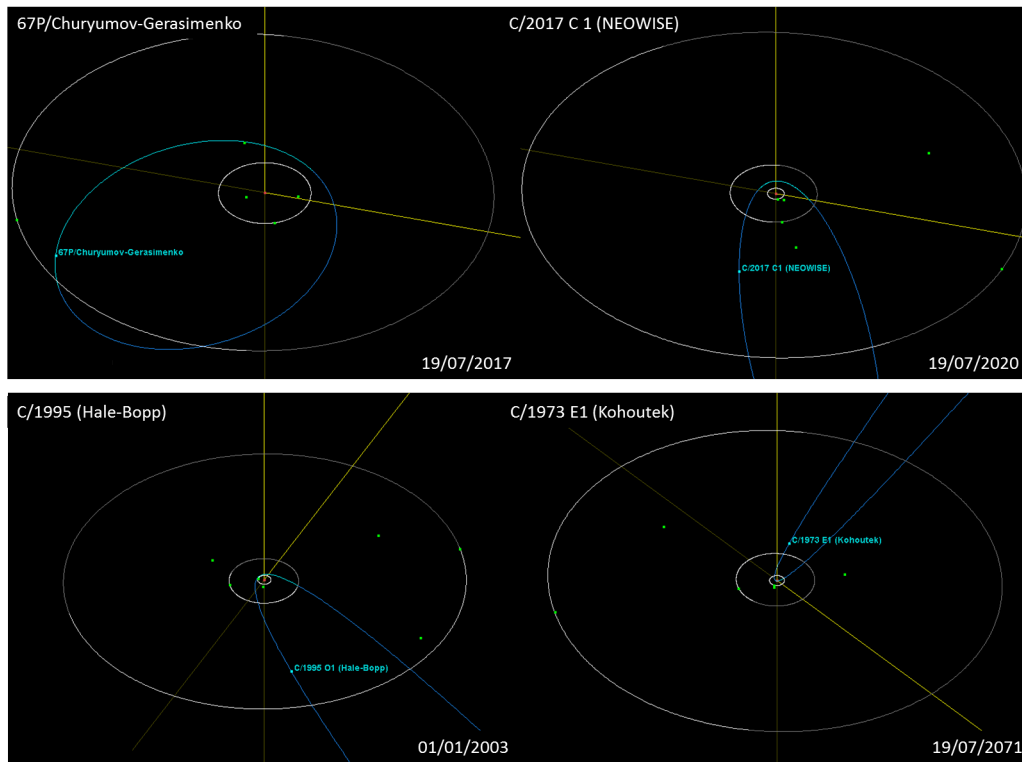 67P/Churyumov-Gerasimenko
C/2017 C 1 (NEOWISE)
67P/Churyumov-Gerasimenko
C/2017 C1 (NEOWISE)
19/07/2017
19/07/2020
C/1995 (Hale-Bopp)
C/1973 E1 (Kohoutek)
C/1973 E1 (Kohoutek)
C/1995 O1 (Hale-Bopp)
01/01/2003
19/07/2071